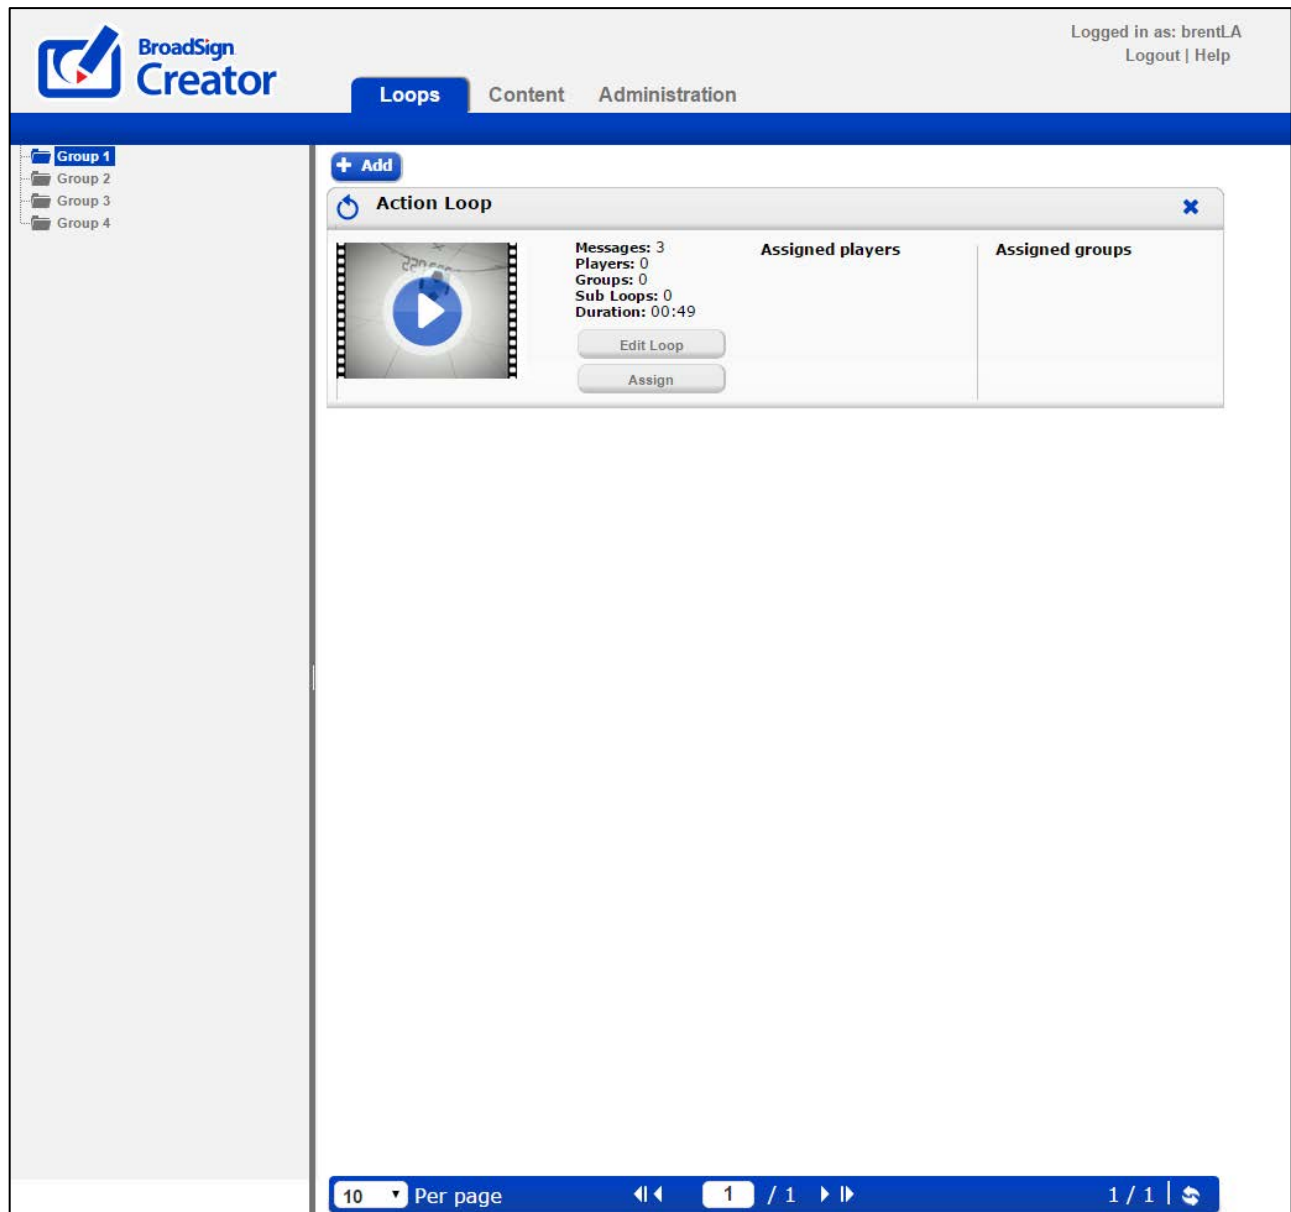 BroadSign
Creator
Logged in as: brentLA
Logout | Help
Loops Content Administration
Group 1
Group 2
Group 3
Group 4
+ Add
Action Loop
Messages: 3
Players: 0
Groups: 0
Sub Loops: 0
Duration: 00:49
Edit Loop
Assign
Assigned players
Assigned groups
10 Per page 1 / 1 1 / 1